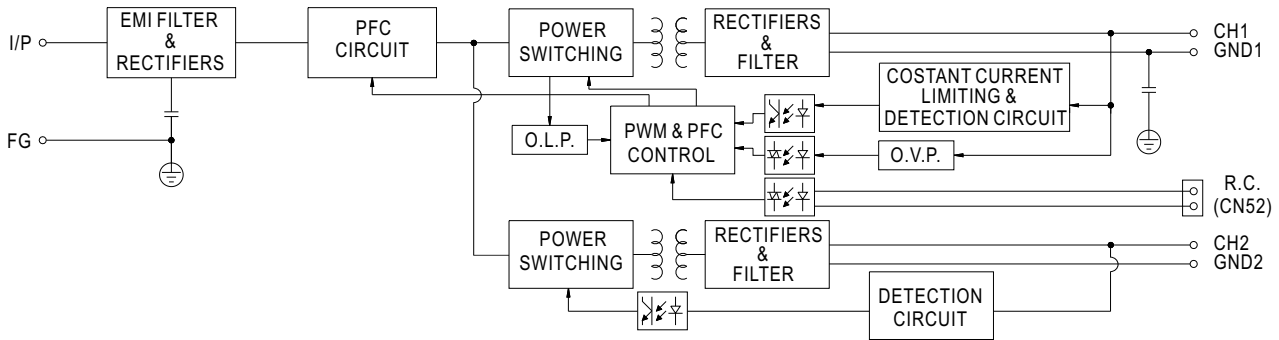 I/P
EMI FILTER
&
RECTIFIERS
FG
PFC
CIRCUIT
POWER
SWITCHING
RECTIFIERS
&
FILTER
CH1
GND1
COSTANT CURRENT
LIMITING &
DETECTION CIRCUIT
O.L.P.
PWM & PFC
CONTROL
O.V.P.
R.C.
(CN52)
POWER
SWITCHING
RECTIFIERS
&
FILTER
CH2
GND2
DETECTION
CIRCUIT